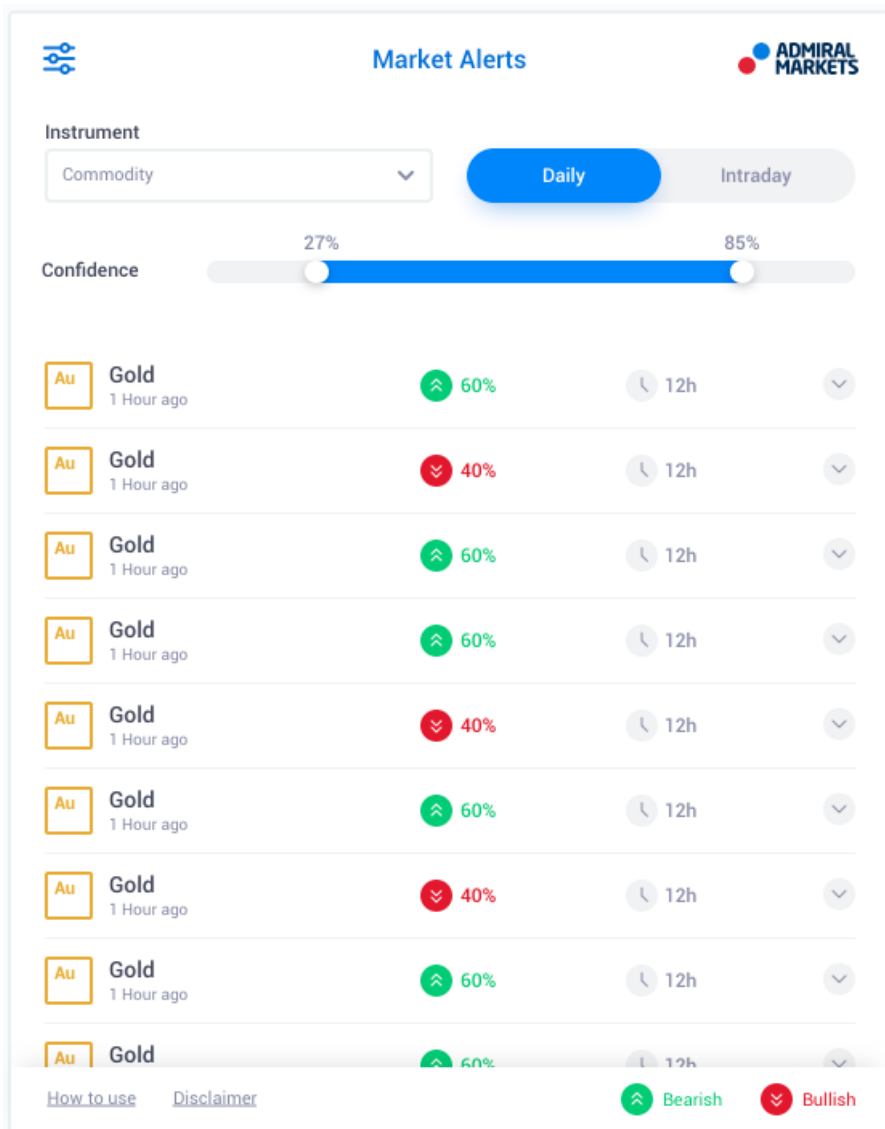 Market Alerts
ADMIRAL
MARKETS
Instrument
Commodity
Daily
Intraday
27%
85%
Confidence
Au
Gold
1 Hour ago
60%
12h
Au
Gold
1 Hour ago
40%
12h
Au
Gold
1 Hour ago
60%
12h
Au
Gold
1 Hour ago
60%
12h
Au
Gold
1 Hour ago
40%
12h
Au
Gold
1 Hour ago
60%
12h
Au
Gold
1 Hour ago
40%
12h
Au
Gold
1 Hour ago
60%
12h
Au
Gold
60%
12h
How to use
Disclaimer
Bearish
Bullish